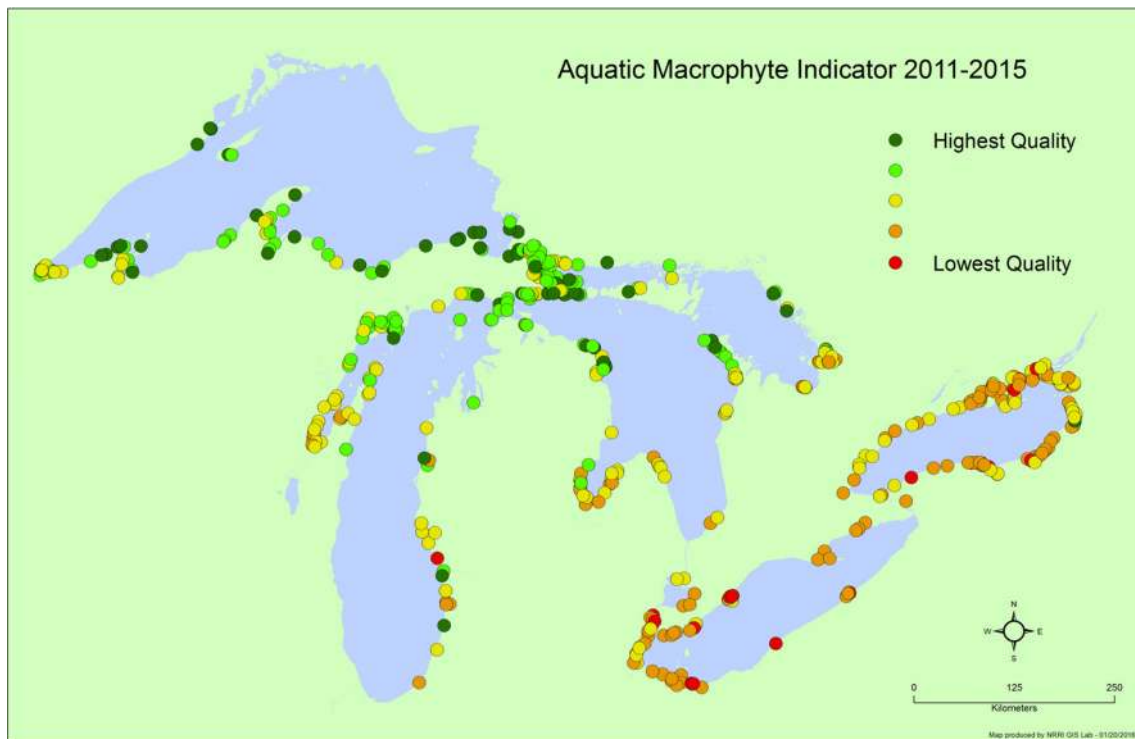 Aquatic Macrophyte Indicator 2011-2015
Highest Quality
Lowest Quality
N
W E
S
0 125 250
Kilometers
Map produced by NRRI GIS Lab - 01/20/2016